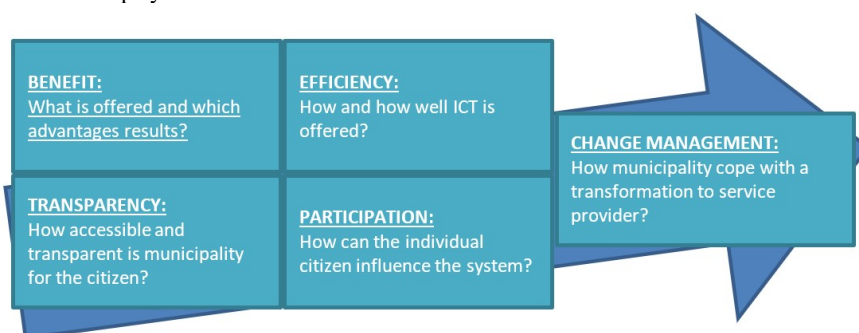 BENEFIT:
What is offered and which
advantages results?
EFFICIENCY:
How and how well ICT is
offered?
TRANSPARENCY:
How accessible and
transparent is municipality
for the citizen?
PARTICIPATION:
How can the individual
citizen influence the system?
CHANGE MANAGEMENT:
How municipality cope with a
transformation to service
provider?